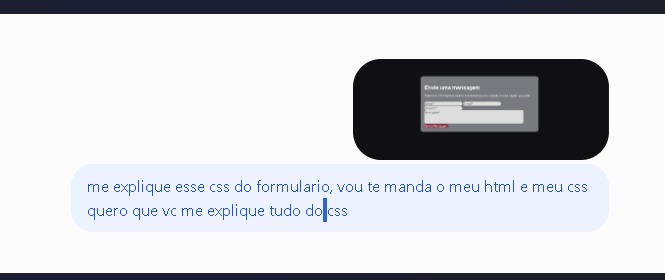 Envie uma mensagem
me explique esse css do formulario, vou te manda o meu html e meu css
quero que vc me explique tudo do css